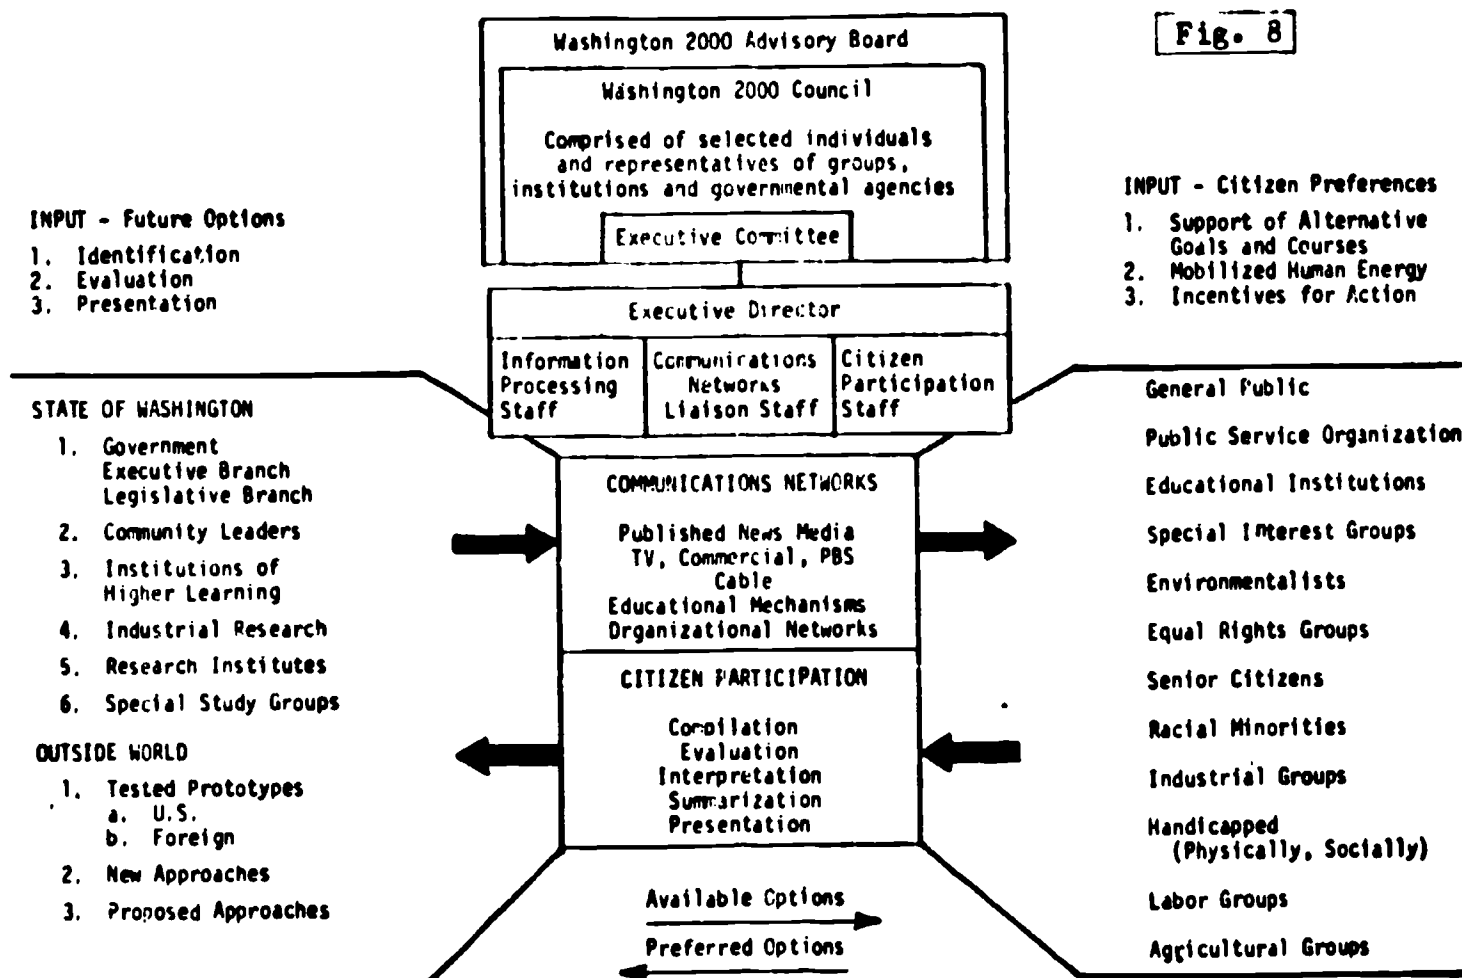 Fig. 8
Washington 2000 Advisory Board
Washington 2000 Council
Comprised of selected individuals
and representatives of groups,
institutions and governmental agencies
Executive Committee
Executive Director
Information
Processing
Staff
Communications
Networks
Liaison Staff
Citizen
Participation
Staff
INPUT - Future Options
1. Identification
2. Evaluation
3. Presentation
INPUT - Citizen Preferences
1. Support of Alternative
Goals and Courses
2. Mobilized Human Energy
3. Incentives for Action
STATE OF WASHINGTON
1. Government
Executive Branch
Legislative Branch
2. Community Leaders
3. Institutions of
Higher Learning
4. Industrial Research
5. Research Institutes
6. Special Study Groups
OUTSIDE WORLD
1. Tested Prototypes
a. U.S.
b. Foreign
2. New Approaches
3. Proposed Approaches
COMMUNICATIONS NETWORKS
Published News Media
TV, Commercial, PBS
Cable
Educational Mechanisms
Organizational Networks
CITIZEN PARTICIPATION
Compilation
Evaluation
Interpretation
Summarization
Presentation
Available Options
Preferred Options
General Public
Public Service Organization
Educational Institutions
Special Interest Groups
Environmentalists
Equal Rights Groups
Senior Citizens
Racial Minorities
Industrial Groups
Handicapped
(Physically, Socially)
Labor Groups
Agricultural Groups